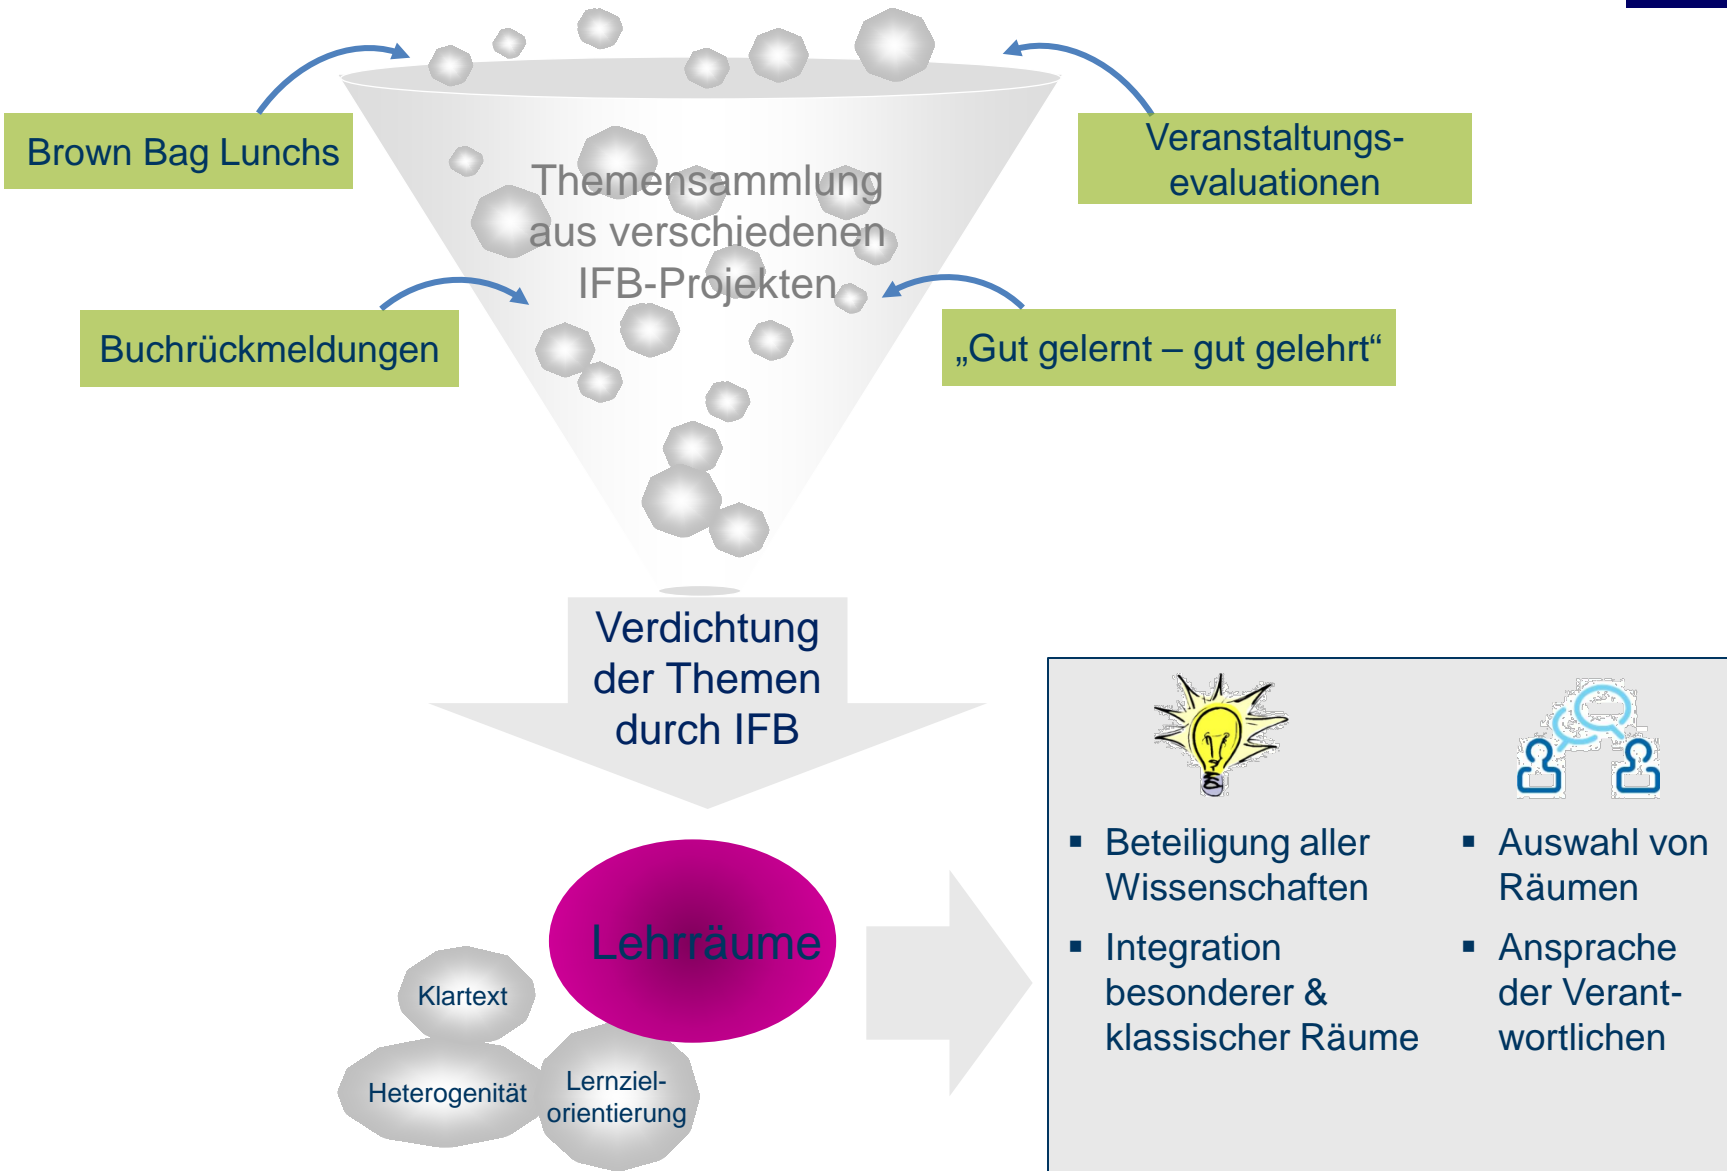 Brown Bag Lunchs
Veranstaltungs-
evaluationen
Themensammlung
aus verschiedenen
IFB-Projekten
Buchrückmeldungen
„Gut gelernt – gut gelehrt“
Verdichtung
der Themen
durch IFB
Lehrräume
Klartext
Heterogenität
Lernziel-
orientierung
▪ Beteiligung aller
Wissenschaften
▪ Integration
besonderer &
klassischer Räume
▪ Auswahl von
Räumen
▪ Ansprache
der Verant-
wortlichen